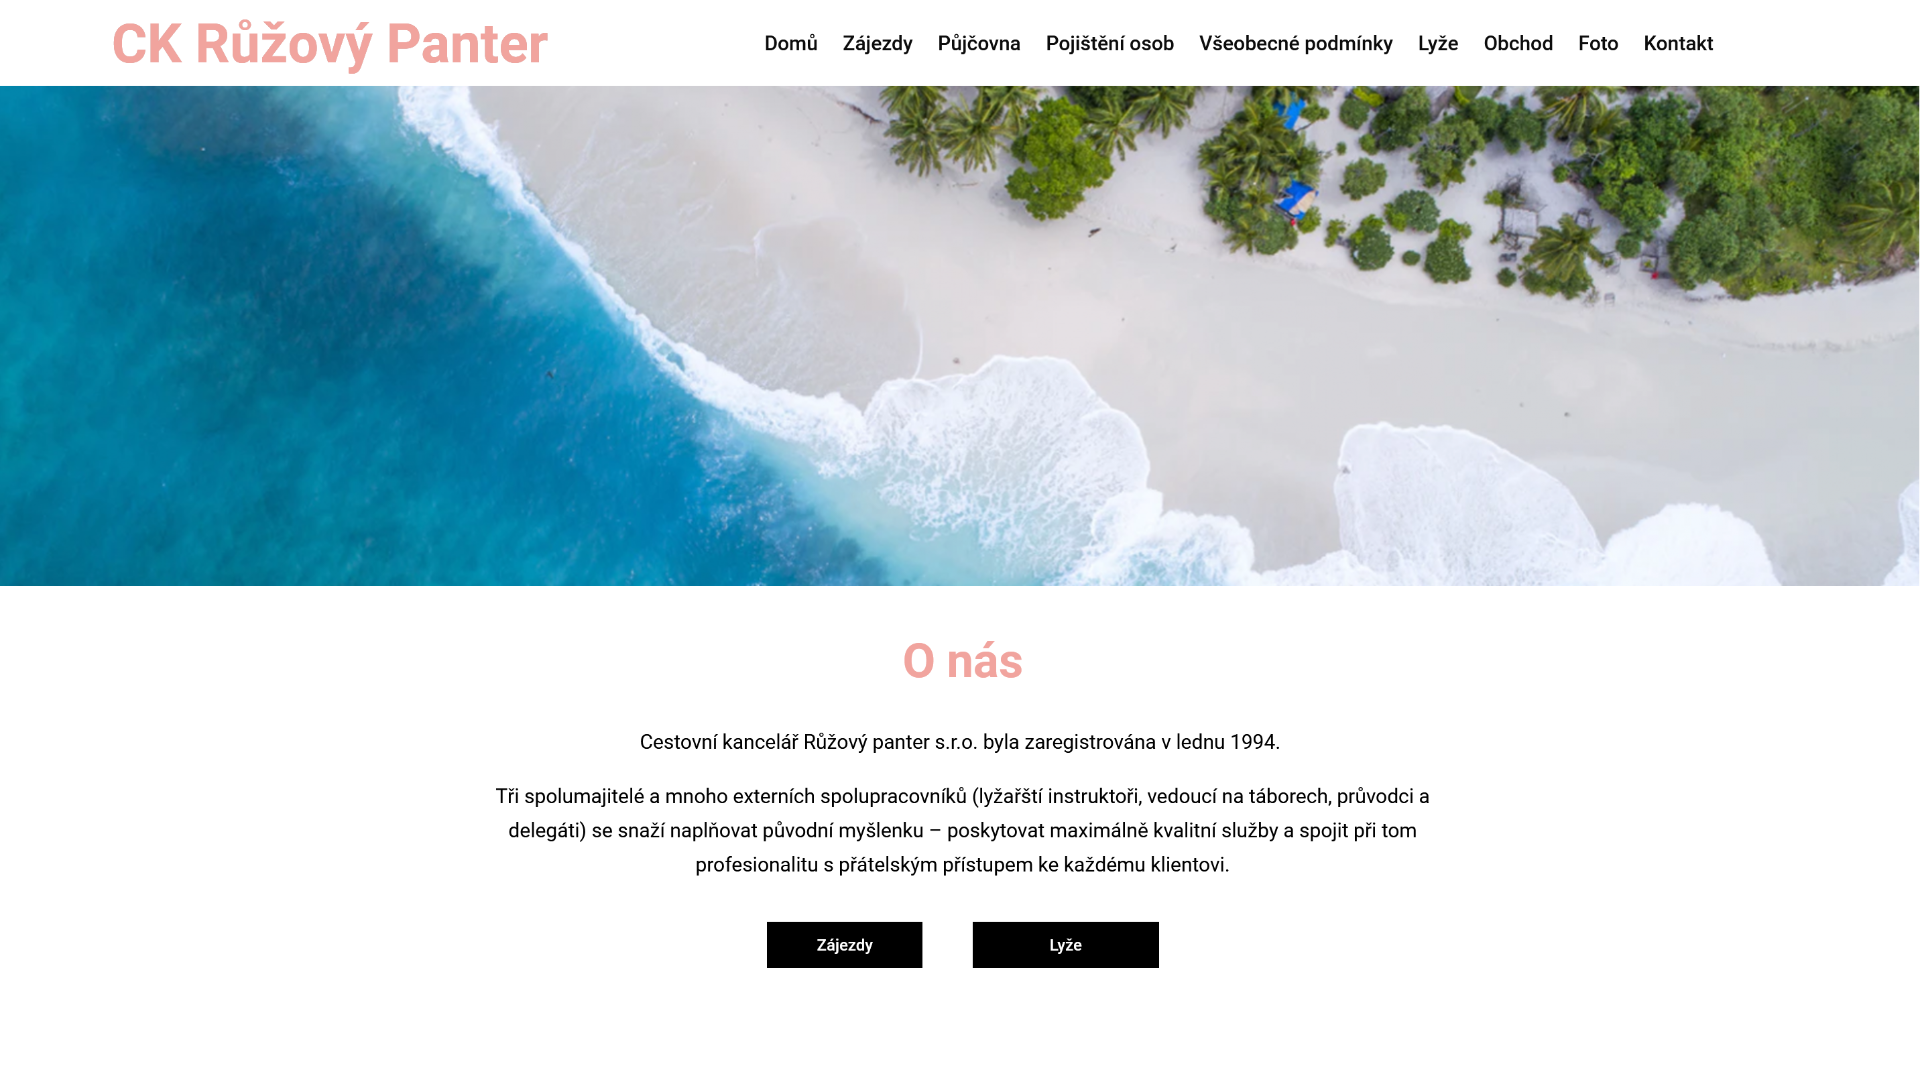 CK Růžový Panter
Domů Zájezdy Půjčovna Pojištění osob Všeobecné podmínky Lyže Obchod Foto Kontakt
O nás
Cestovní kancelář Růžový panter s.r.o. byla zaregistrována v lednu 1994.
Tři spolumajitelé a mnoho externích spolupracovníků (lyžařští instruktoři, vedoucí na táborech, průvodci a
delegáti) se snaží naplňovat původní myšlenku – poskytovat maximálně kvalitní služby a spojit při tom
profesionalitu s přátelským přístupem ke každému klientovi.
Zájezdy Lyže